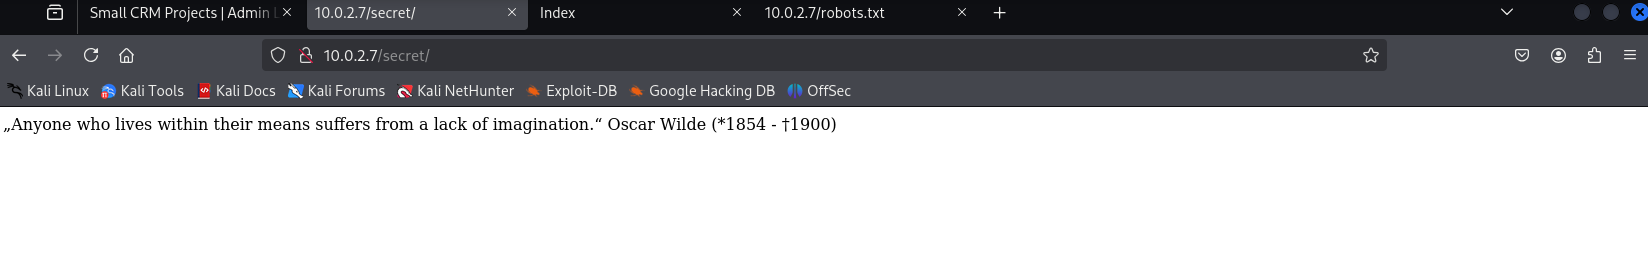 Small CRM Projects | Admin L
10.0.2.7/secret/
Index
10.0.2.7/robots.txt
10.0.2.7/secret/
Kali Linux
Kali Tools
Kali Docs
Kali Forums
Kali NetHunter
Exploit-DB
Google Hacking DB
OffSec
„Anyone who lives within their means suffers from a lack of imagination.“ Oscar Wilde (*1854 - †1900)